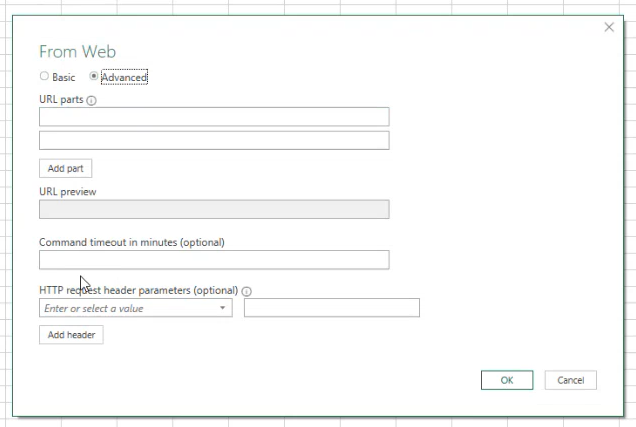 From Web
Basic Advanced
URL parts
Add part
URL preview
Command timeout in minutes (optional)
HTTP request header parameters (optional)
Enter or select a value
Add header
OK Cancel